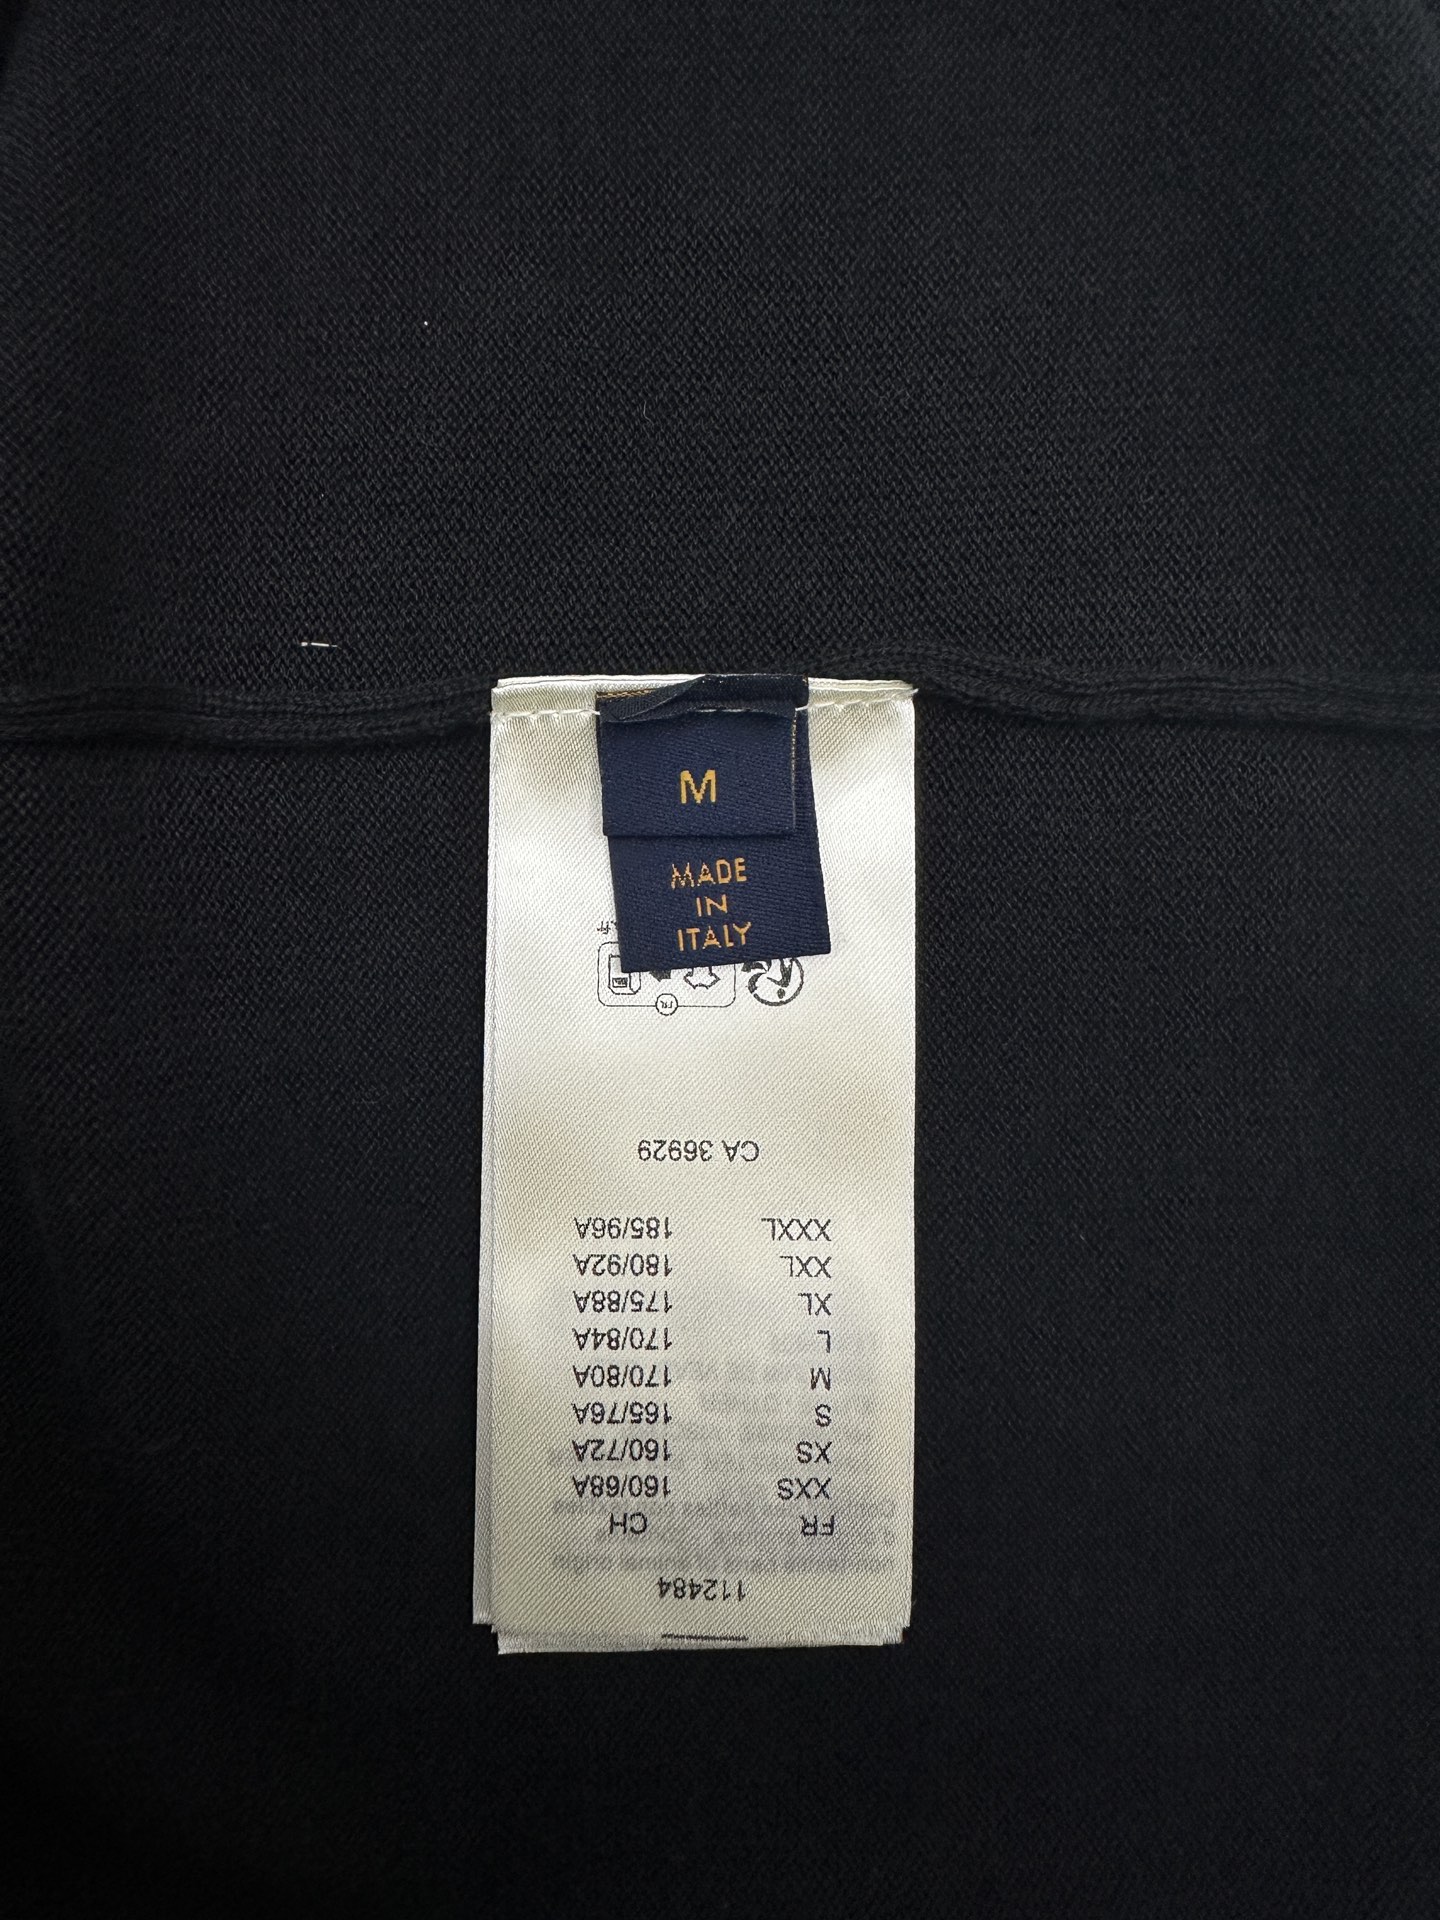 M
MADE
IN
ITALY
FR
112484
FR CH
XXS 160/68A
XS 160/72A
S 165/76A
M 170/80A
L 170/84A
XL 175/88A
XXL 180/92A
XXXL 185/96A
CA 36929